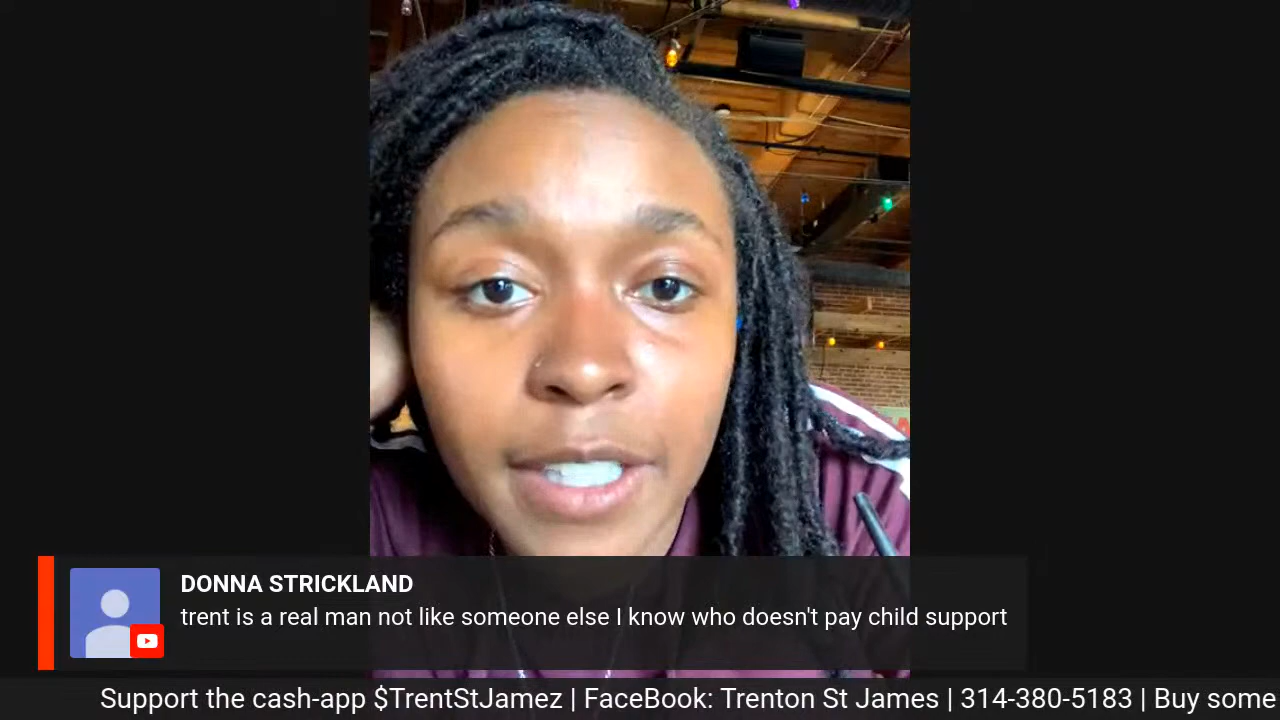 DONNA STRICKLAND
trent is a real man not like someone else I know who doesn't pay child support
Support the cash-app $TrentStJamez | FaceBook: Trenton St James | 314-380-5183 | Buy some